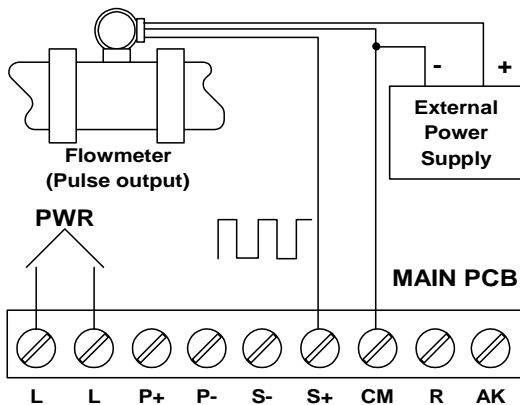 - +
External
Power
Supply
Flowmeter
(Pulse output)
PWR
MAIN PCB
L L P+ P- S- S+ CM R AK